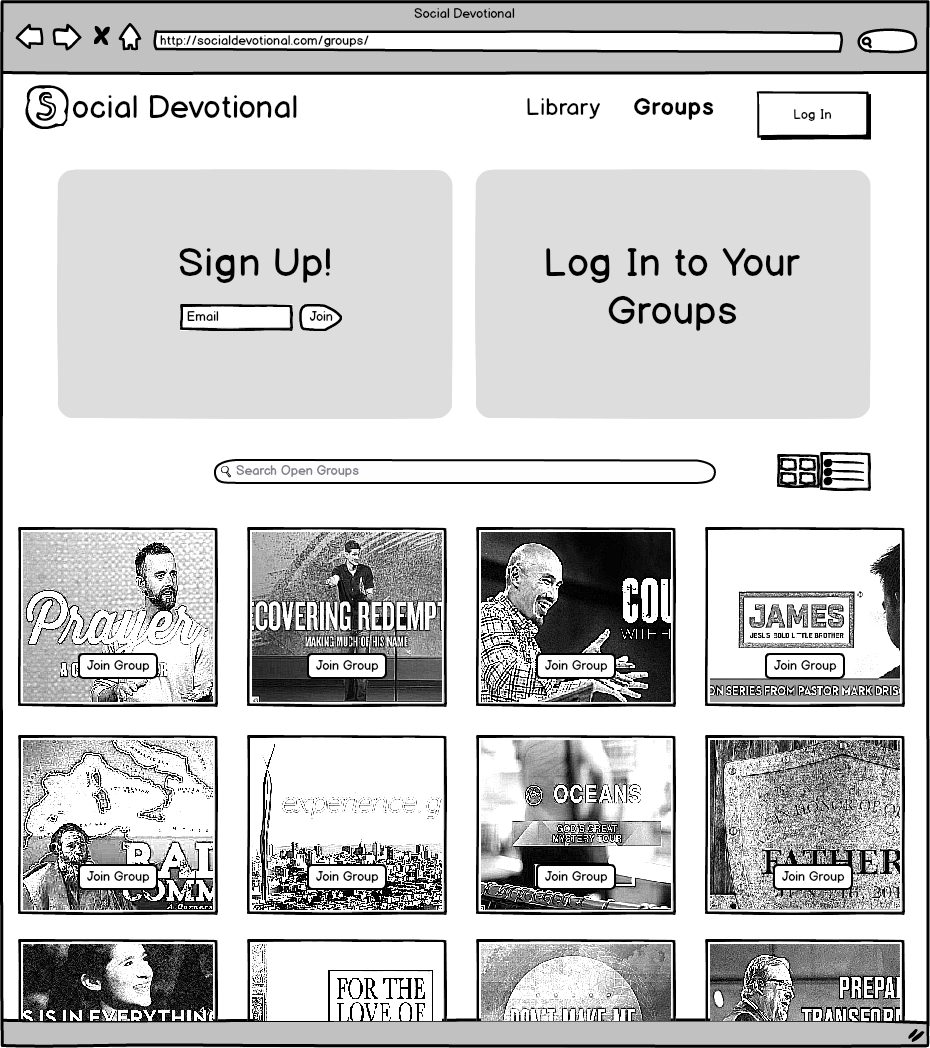 Social Devotional
http://socialdevotional.com/groups/
Social Devotional
Library
Groups
Log In
Sign Up!
Email
Join
Log In to Your
Groups
Search Open Groups
Prayer
Join Group
COVERING REDEMPT
MAKING MUCH OF HIS NAME
Join Group
COU
WITH
Join Group
JAMES
JESUS' BOLD LITTLE BROTHER
Join Group
ON SERIES FROM PASTOR MARK DRIS
RAD
COMM
Join Group
experience g
Join Group
OCEANS
GOD'S GREAT
MYSTERY TOUR
Join Group
FATHER
Join Group
S IS IN EVERYTHING
FOR THE
LOVE OF
DON'T MAKE ME
PREPAR
TRANSFORM